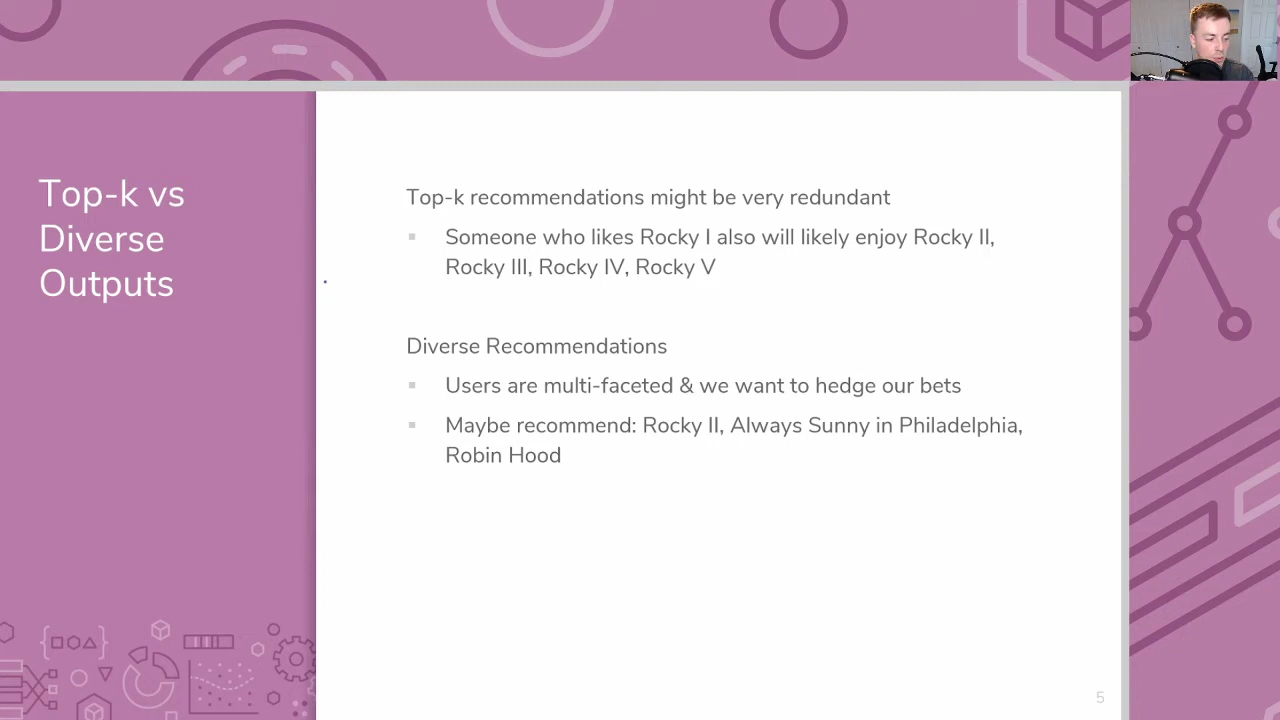 Top-k vs
Diverse
Outputs
Top-k recommendations might be very redundant
Someone who likes Rocky I also will likely enjoy Rocky II,
Rocky III, Rocky IV, Rocky V
Diverse Recommendations
Users are multi-faceted & we want to hedge our bets
Maybe recommend: Rocky II, Always Sunny in Philadelphia,
Robin Hood
5